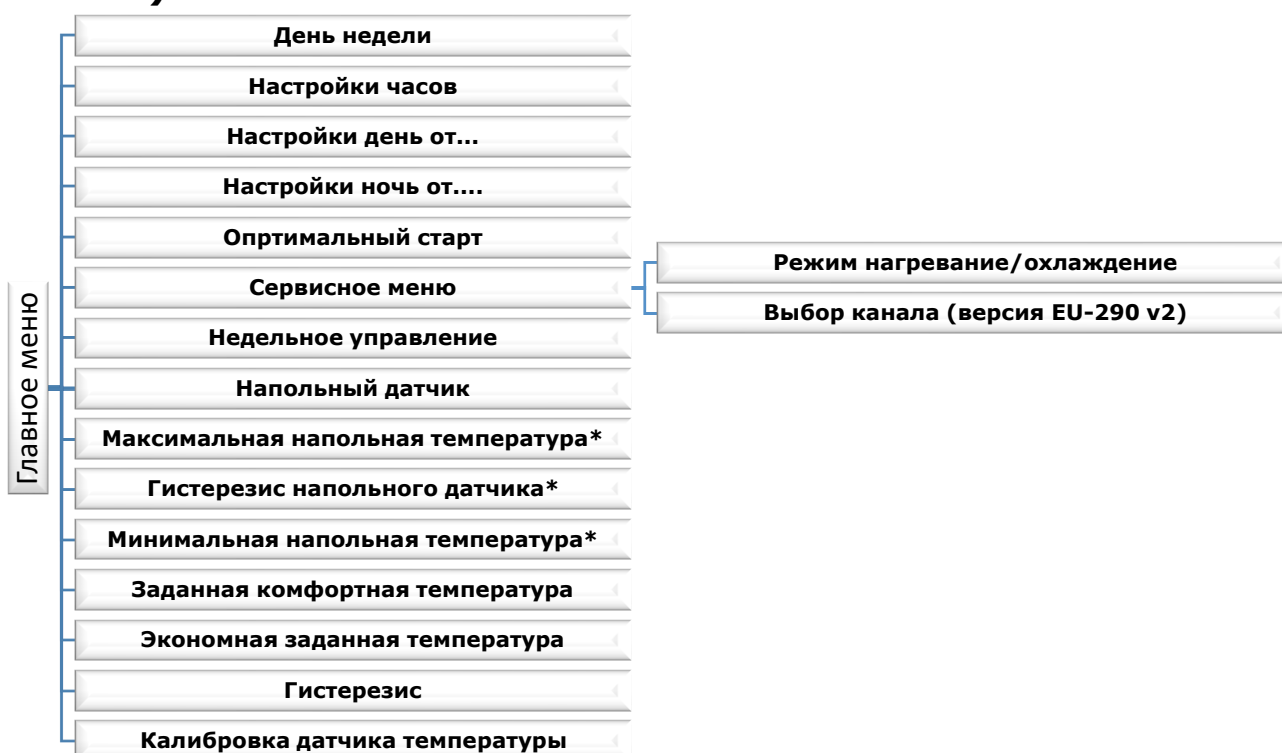 День недели
Настройки часов
Настройки день от...
Настройки ночь от....
Опртимальный старт
Сервисное меню
Режим нагревание/охлаждение
Выбор канала (версия EU-290 v2)
Главное меню
Недельное управление
Напольный датчик
Максимальная напольная температура*
Гистерезис напольного датчика*
Минимальная напольная температура*
Заданная комфортная температура
Экономная заданная температура
Гистерезис
Калибровка датчика температуры